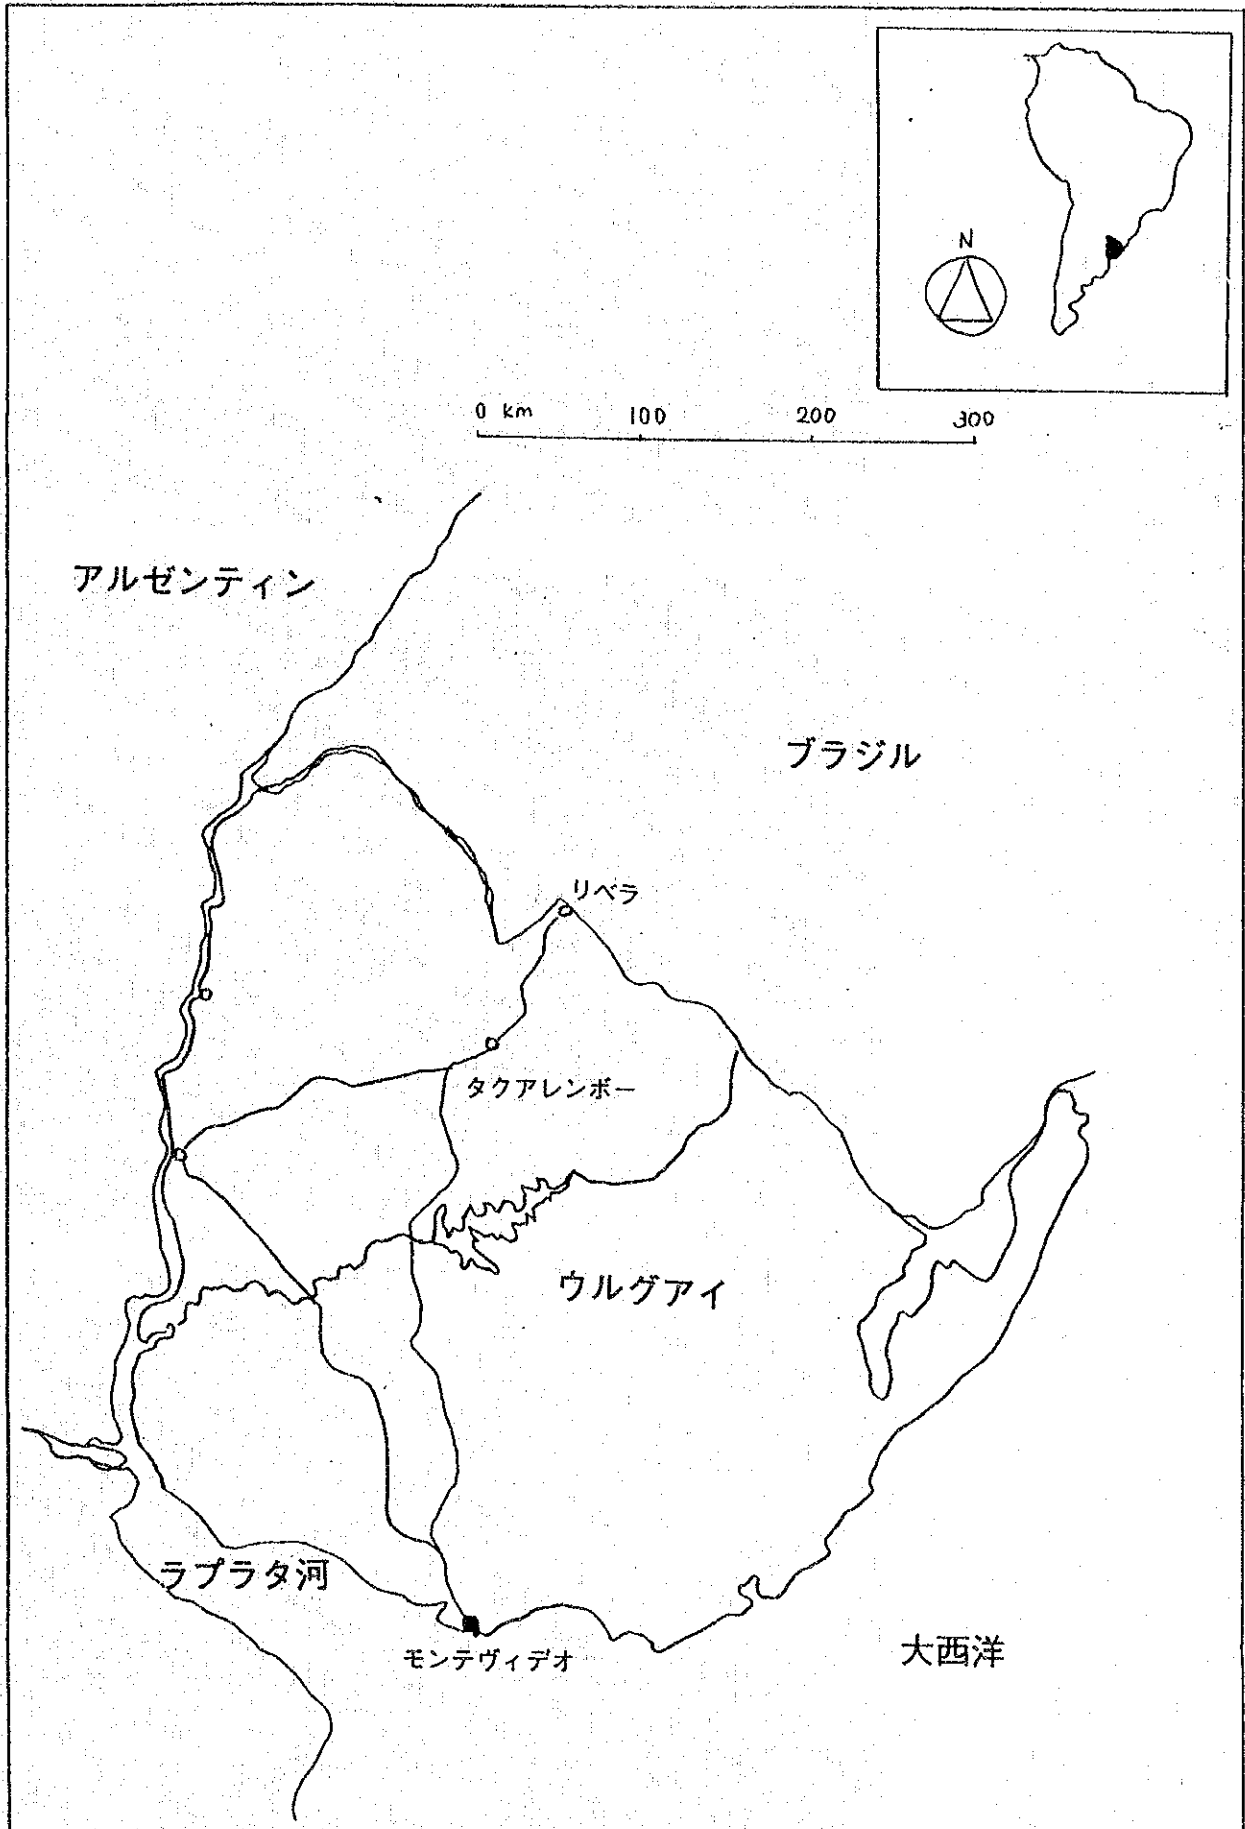 N
0 km 100 200 300
アルゼンティン
ブラジル
リベラ
タクアレンボー
ウルグアイ
ラプラタ河
モンテヴィデオ
大西洋